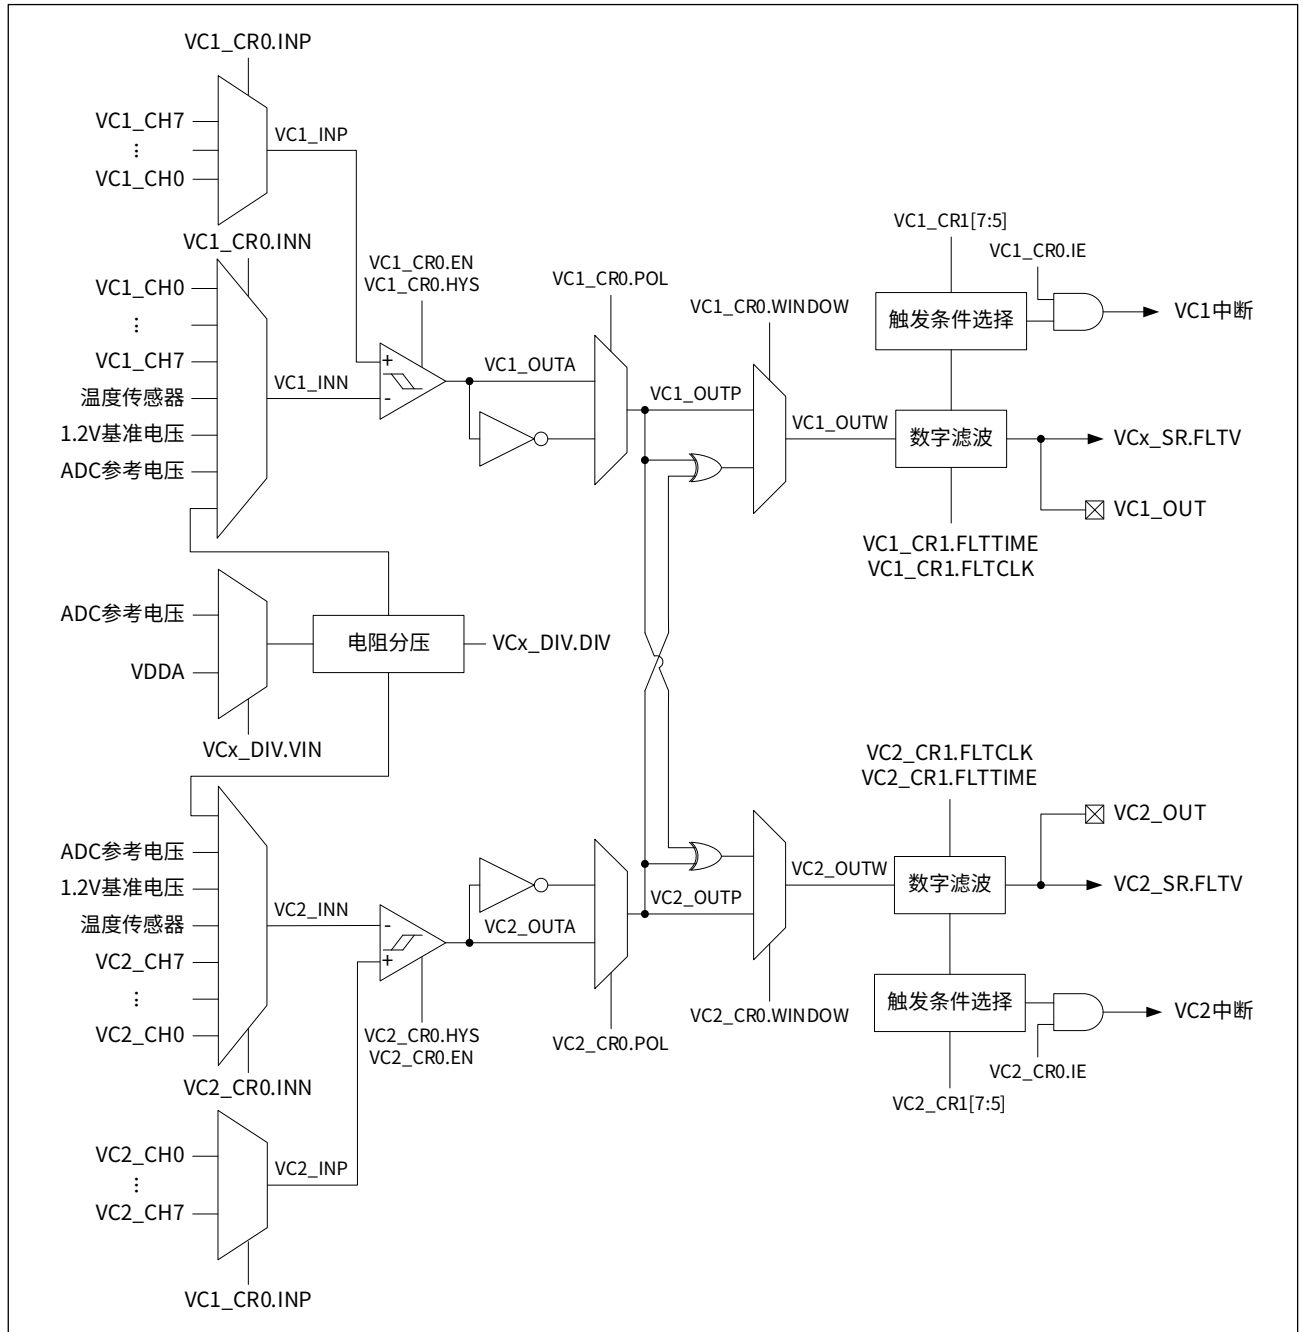 VC1_CR0.INP
VC1_CH7
⋮
VC1_CH0
VC1_INP
VC1_CR0.INN
VC1_CH0
⋮
VC1_CH7
温度传感器
1.2V基准电压
ADC参考电压
VC1_INN
VC1_CR0.EN
VC1_CR0.HYS
+
-
VC1_OUTA
VC1_CR0.POL
VC1_OUTP
VC1_CR0.WINDOW
VC1_OUTW
VC1_CR1[7:5]
VC1_CR0.IE
触发条件选择
VC1中断
数字滤波
VCx_SR.FLTV
VC1_OUT
VC1_CR1.FLTTIME
VC1_CR1.FLTCLK
ADC参考电压
VDDA
电阻分压
VCx_DIV.DIV
VCx_DIV.VIN
ADC参考电压
1.2V基准电压
温度传感器
VC2_CH7
⋮
VC2_CH0
VC2_INN
VC2_CR0.INN
-
+
VC2_CR0.HYS
VC2_CR0.EN
VC2_OUTA
VC2_CR0.POL
VC2_OUTP
VC2_CR0.WINDOW
VC2_OUTW
VC2_CR1.FLTCLK
VC2_CR1.FLTTIME
数字滤波
VC2_OUT
VC2_SR.FLTV
触发条件选择
VC2中断
VC2_CR0.IE
VC2_CR1[7:5]
VC2_CH0
⋮
VC2_CH7
VC2_INP
VC1_CR0.INP